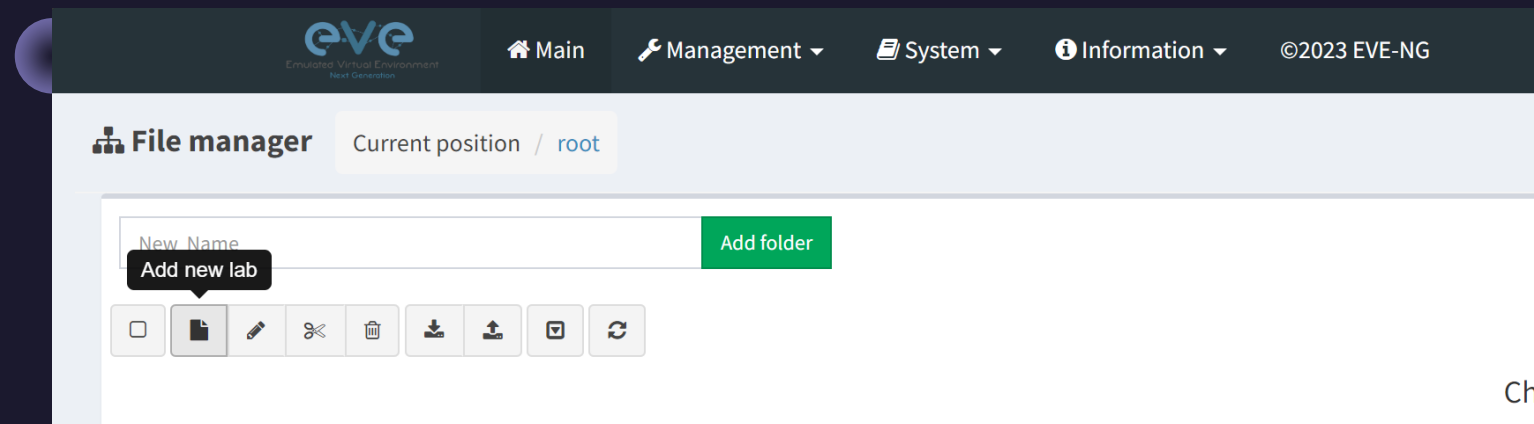 eve
Emulated Virtual Environment
Next Generation
Main
Management
System
Information
©2023 EVE-NG
File manager
Current position / root
New Name
Add folder
Add new lab
Ch